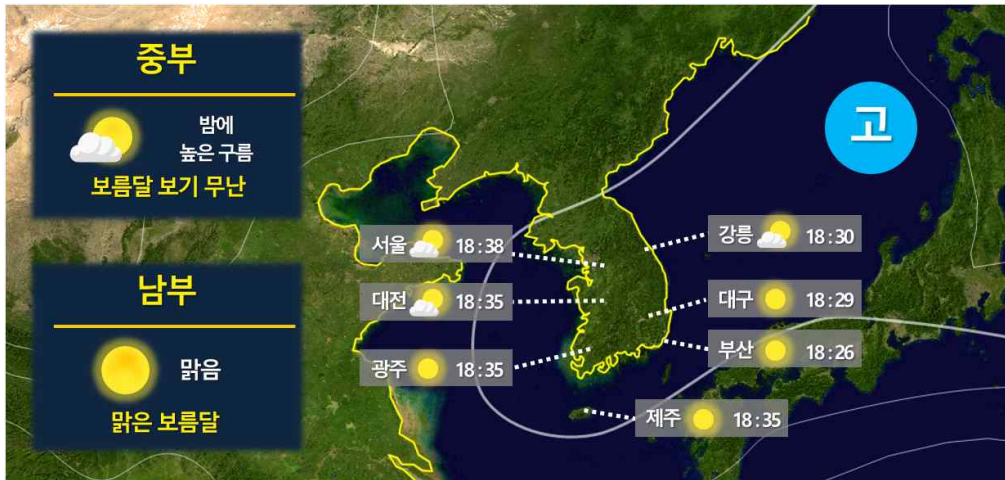 중부
밤에
높은 구름
보름달 보기 무난
남부
맑음
맑은 보름달
고
서울 18:38
강릉 18:30
대전 18:35
대구 18:29
부산 18:26
광주 18:35
제주 18:35